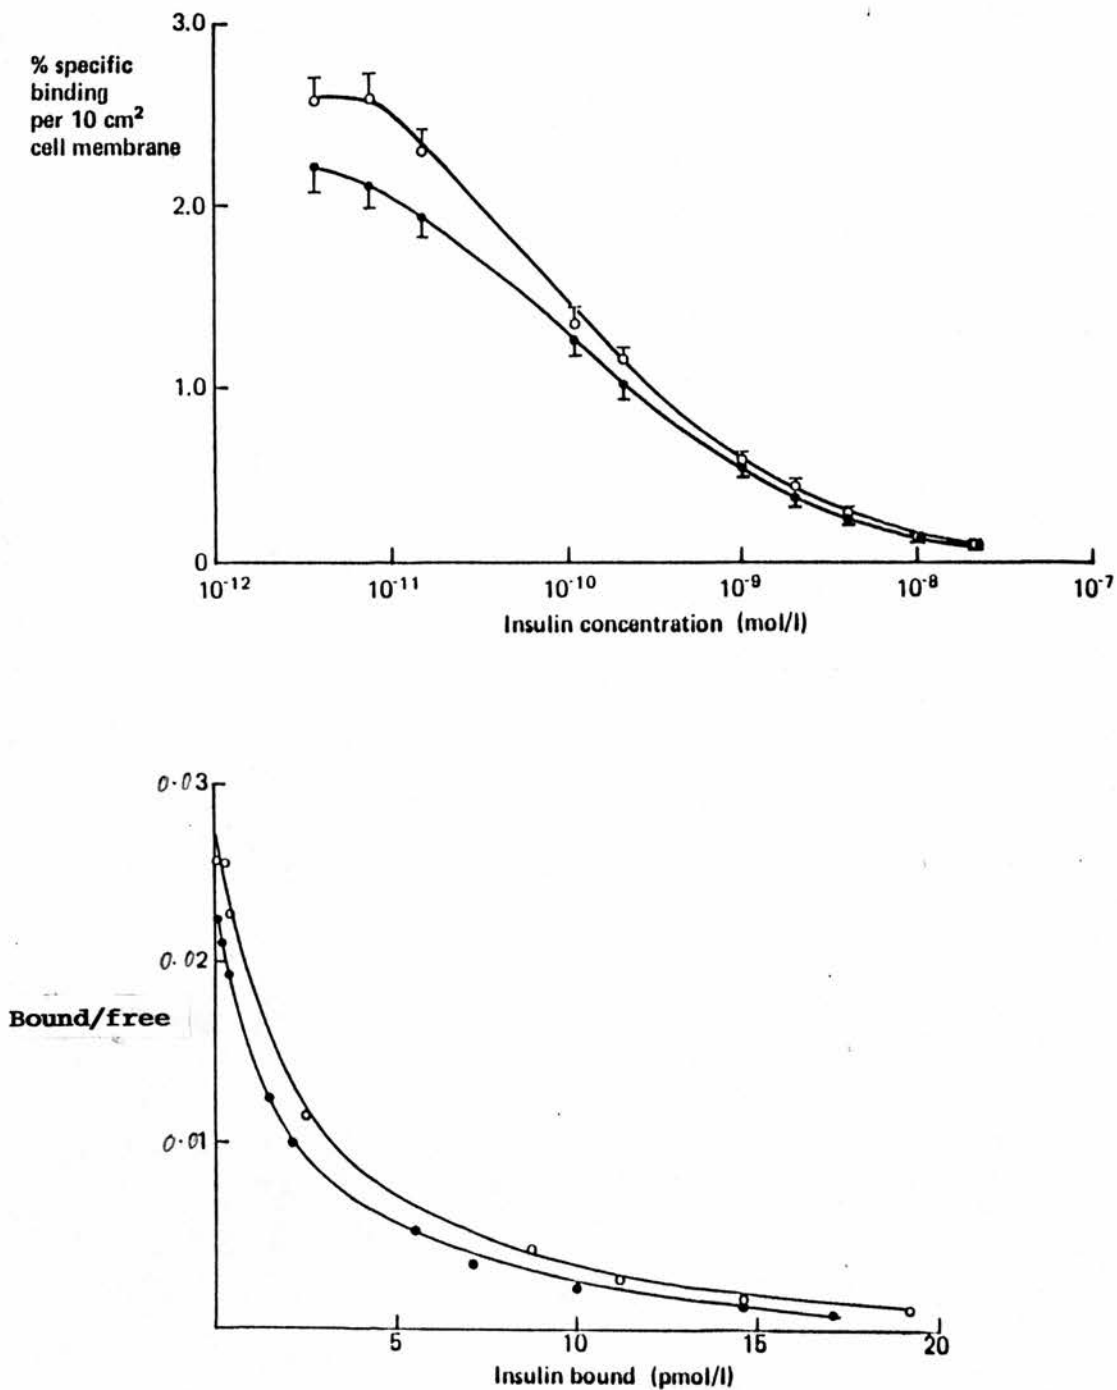 3.0
% specific
binding
per 10 cm²
cell membrane
2.0
1.0
0
10⁻¹² 10⁻¹¹ 10⁻¹⁰ 10⁻⁹ 10⁻⁸ 10⁻⁷
Insulin concentration (mol/l)
0.03
0.02
Bound/free
0.01
5 10 15 20
Insulin bound (pmol/l)